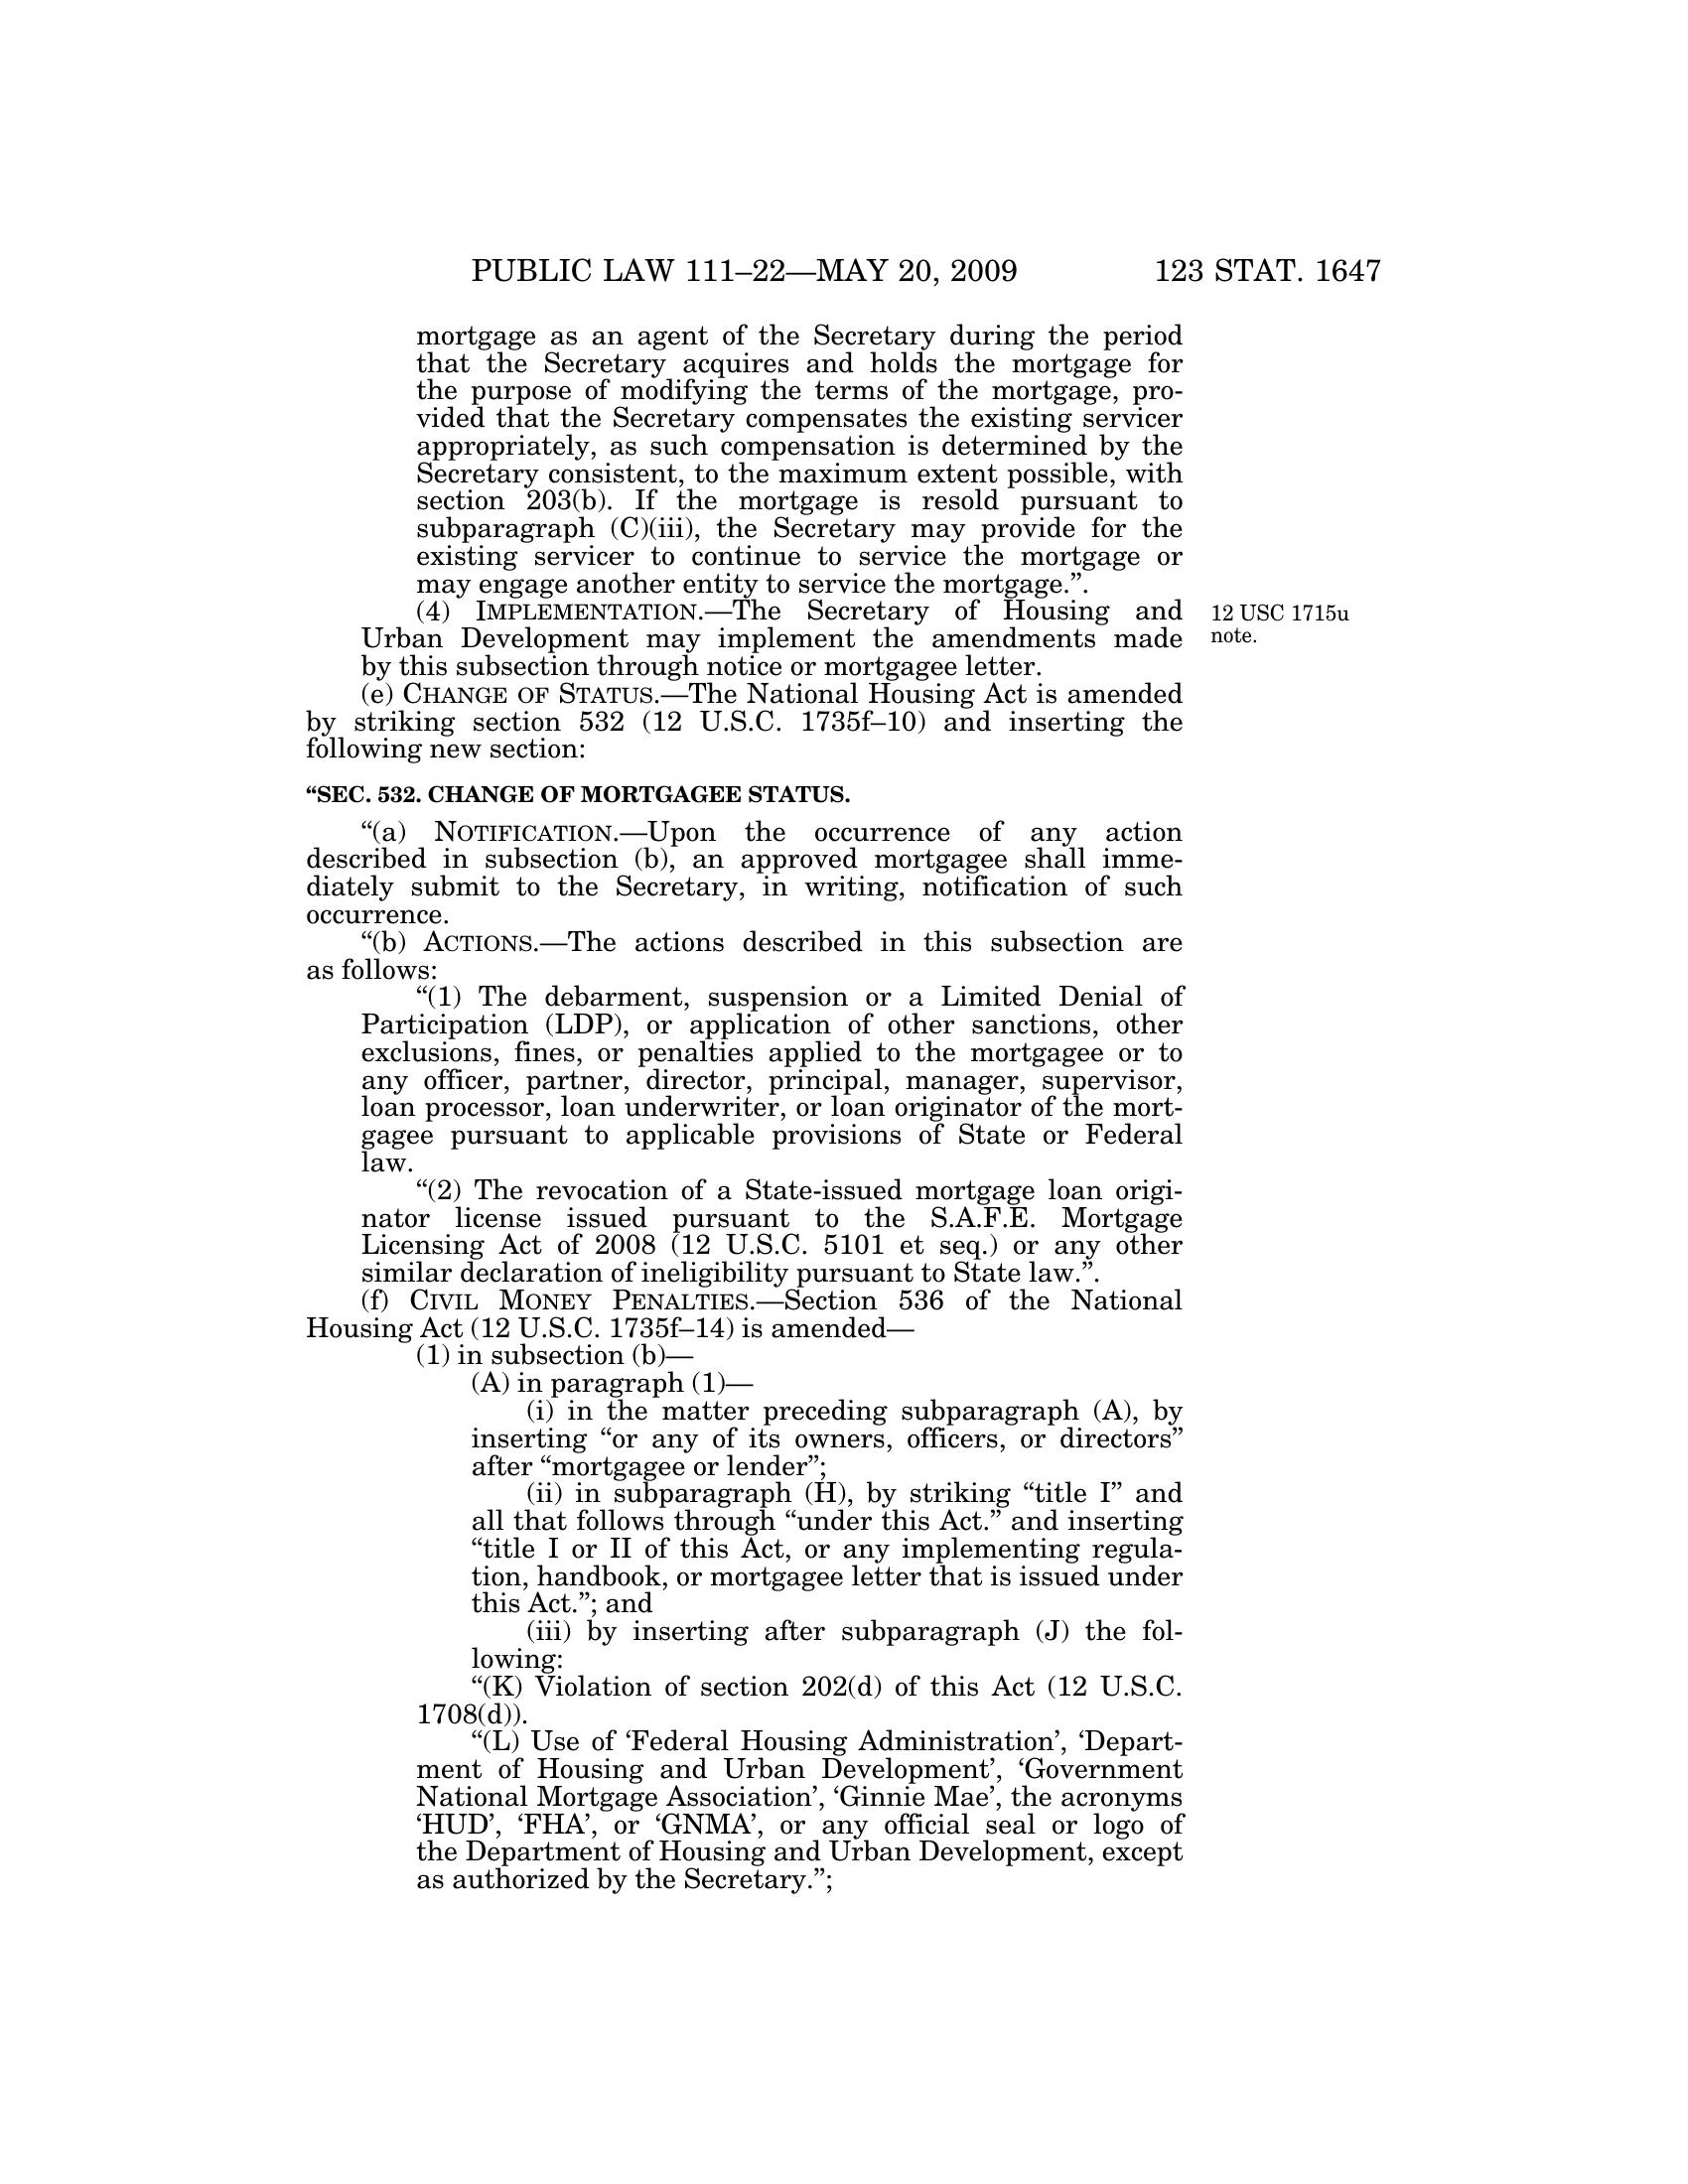 PUBLIC LAW 111–22—MAY 20, 2009 123 STAT. 1647
mortgage as an agent of the Secretary during the period
that the Secretary acquires and holds the mortgage for
the purpose of modifying the terms of the mortgage, pro-
vided that the Secretary compensates the existing servicer
appropriately, as such compensation is determined by the
Secretary consistent, to the maximum extent possible, with
section 203(b). If the mortgage is resold pursuant to
subparagraph (C)(iii), the Secretary may provide for the
existing servicer to continue to service the mortgage or
may engage another entity to service the mortgage.”.
(4) IMPLEMENTATION.—The Secretary of Housing and
Urban Development may implement the amendments made
by this subsection through notice or mortgagee letter.
12 USC 1715u
note.
(e) CHANGE OF STATUS.—The National Housing Act is amended
by striking section 532 (12 U.S.C. 1735f–10) and inserting the
following new section:
“SEC. 532. CHANGE OF MORTGAGEE STATUS.
“(a) NOTIFICATION.—Upon the occurrence of any action
described in subsection (b), an approved mortgagee shall imme-
diately submit to the Secretary, in writing, notification of such
occurrence.
“(b) ACTIONS.—The actions described in this subsection are
as follows:
“(1) The debarment, suspension or a Limited Denial of
Participation (LDP), or application of other sanctions, other
exclusions, fines, or penalties applied to the mortgagee or to
any officer, partner, director, principal, manager, supervisor,
loan processor, loan underwriter, or loan originator of the mort-
gagee pursuant to applicable provisions of State or Federal
law.
“(2) The revocation of a State-issued mortgage loan origi-
nator license issued pursuant to the S.A.F.E. Mortgage
Licensing Act of 2008 (12 U.S.C. 5101 et seq.) or any other
similar declaration of ineligibility pursuant to State law.”.
(f) CIVIL MONEY PENALTIES.—Section 536 of the National
Housing Act (12 U.S.C. 1735f–14) is amended—
(1) in subsection (b)—
(A) in paragraph (1)—
(i) in the matter preceding subparagraph (A), by
inserting “or any of its owners, officers, or directors”
after “mortgagee or lender”;
(ii) in subparagraph (H), by striking “title I” and
all that follows through “under this Act.” and inserting
“title I or II of this Act, or any implementing regula-
tion, handbook, or mortgagee letter that is issued under
this Act.”; and
(iii) by inserting after subparagraph (J) the fol-
lowing:
“(K) Violation of section 202(d) of this Act (12 U.S.C.
1708(d)).
“(L) Use of ‘Federal Housing Administration’, ‘Depart-
ment of Housing and Urban Development’, ‘Government
National Mortgage Association’, ‘Ginnie Mae’, the acronyms
‘HUD’, ‘FHA’, or ‘GNMA’, or any official seal or logo of
the Department of Housing and Urban Development, except
as authorized by the Secretary.”;